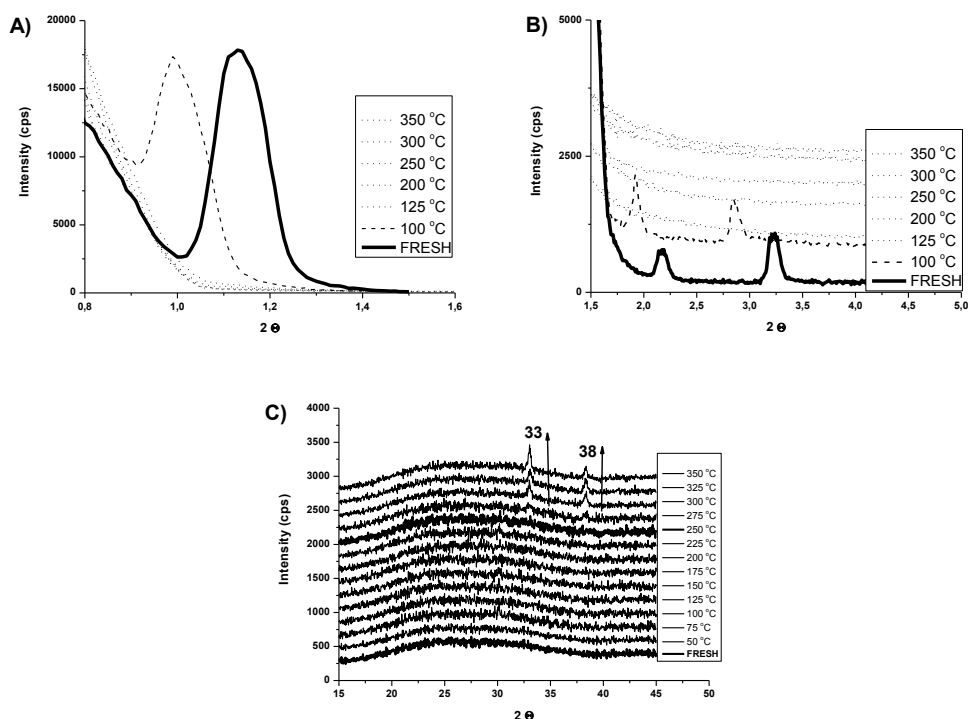 A)
20000
15000
10000
5000
0
Intensity (cps)
0,8 1,0 1,2 1,4 1,6
2 Θ
350 °C
300 °C
250 °C
200 °C
125 °C
100 °C
FRESH
B)
5000
2500
0
Intensity (cps)
1,5 2,0 2,5 3,0 3,5 4,0 4,5 5,0
2 Θ
350 °C
300 °C
250 °C
200 °C
125 °C
100 °C
FRESH
C)
4000
3500
3000
2500
2000
1500
1000
500
0
Intensity (cps)
33 38
15 20 25 30 35 40 45 50
2 Θ
350 °C
325 °C
300 °C
275 °C
250 °C
225 °C
200 °C
175 °C
150 °C
125 °C
100 °C
75 °C
50 °C
FRESH